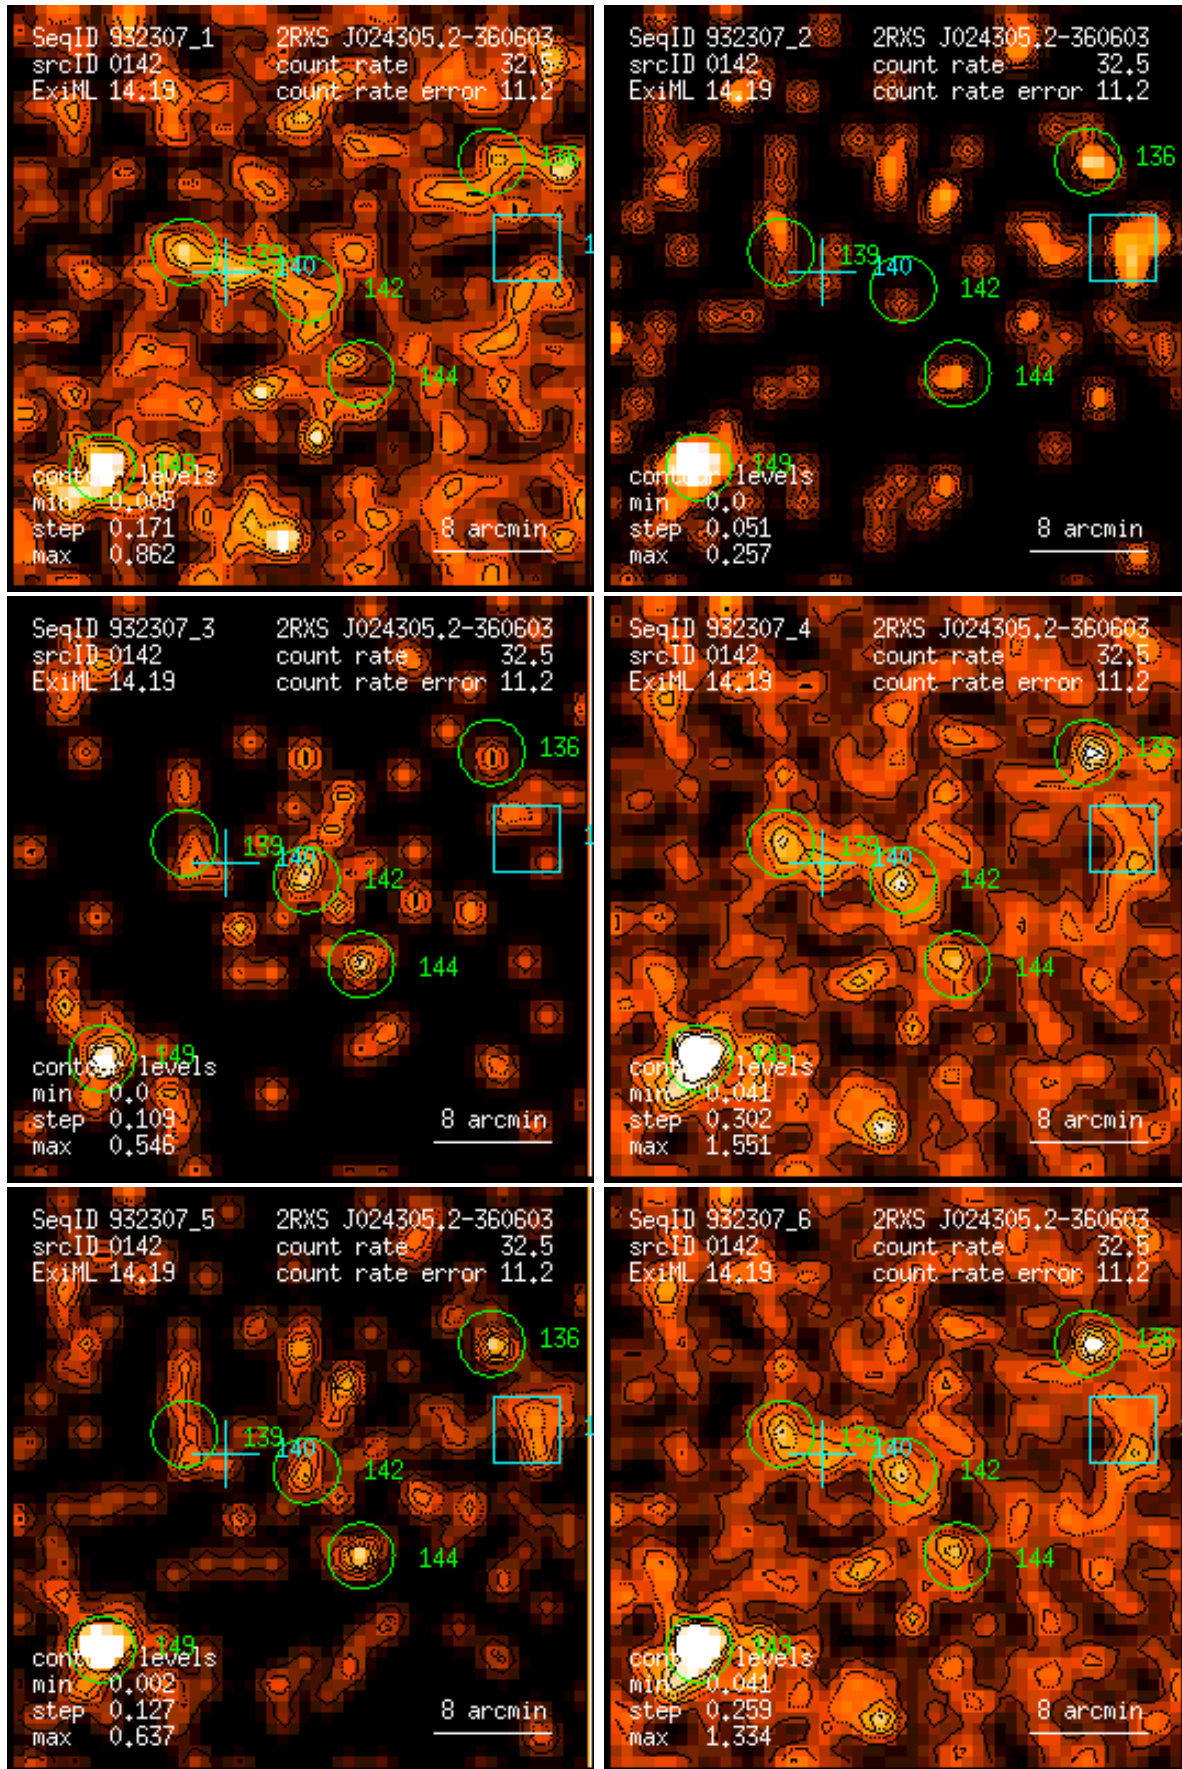 SeqID 932307_1 2RXS J024305.2-360603
srcID 0142 count rate 32.5
ExiML 14.19 count rate error 11.2
136
139
140
142
144
149
contour levels
min 0.005
step 0.171
max 0.862
8 arcmin
SeqID 932307_2 2RXS J024305.2-360603
srcID 0142 count rate 32.5
ExiML 14.19 count rate error 11.2
136
139
140
142
144
149
contour levels
min 0.0
step 0.051
max 0.257
8 arcmin
SeqID 932307_3 2RXS J024305.2-360603
srcID 0142 count rate 32.5
ExiML 14.19 count rate error 11.2
136
139
140
142
144
149
contour levels
min 0.0
step 0.109
max 0.546
8 arcmin
SeqID 932307_4 2RXS J024305.2-360603
srcID 0142 count rate 32.5
ExiML 14.19 count rate error 11.2
136
139
140
142
144
149
contour levels
min 0.041
step 0.302
max 1.551
8 arcmin
SeqID 932307_5 2RXS J024305.2-360603
srcID 0142 count rate 32.5
ExiML 14.19 count rate error 11.2
136
139
140
142
144
149
contour levels
min 0.002
step 0.127
max 0.637
8 arcmin
SeqID 932307_6 2RXS J024305.2-360603
srcID 0142 count rate 32.5
ExiML 14.19 count rate error 11.2
136
139
140
142
144
149
contour levels
min 0.041
step 0.259
max 1.334
8 arcmin